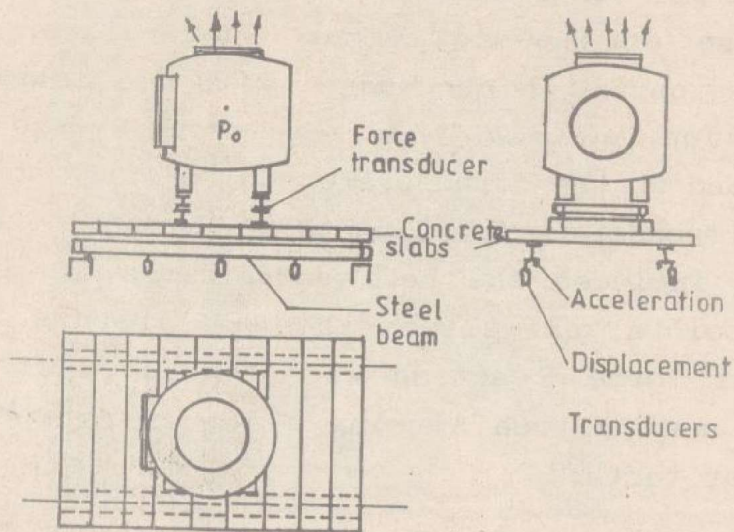 P₀
Force
transducer
Concrete
slabs
Steel
beam
Acceleration
Displacement
Transducers